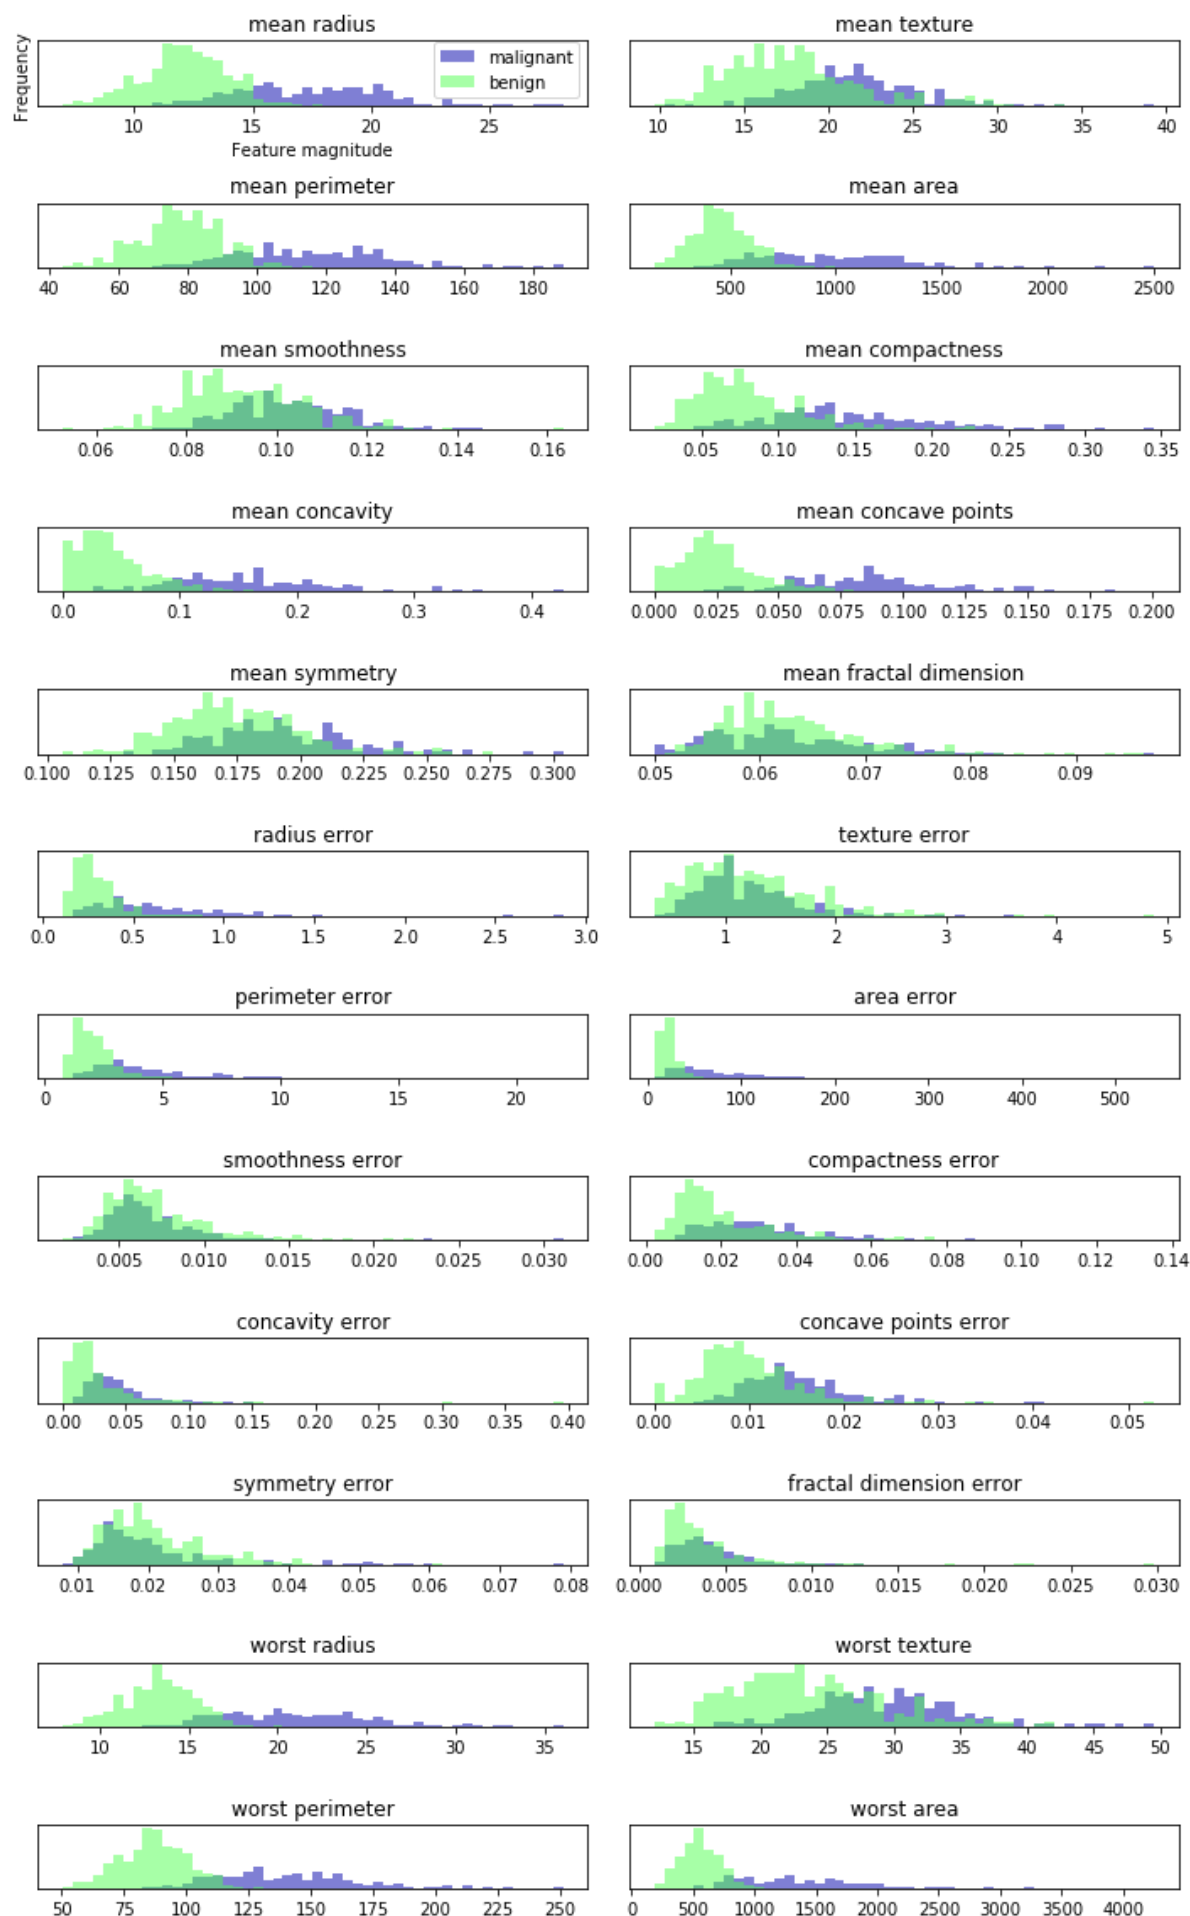 mean radius
Frequency
malignant
benign
10 15 20 25
Feature magnitude
mean texture
10 15 20 25 30 35 40
mean perimeter
40 60 80 100 120 140 160 180
mean area
500 1000 1500 2000 2500
mean smoothness
0.06 0.08 0.10 0.12 0.14 0.16
mean compactness
0.05 0.10 0.15 0.20 0.25 0.30 0.35
mean concavity
0.0 0.1 0.2 0.3 0.4
mean concave points
0.000 0.025 0.050 0.075 0.100 0.125 0.150 0.175 0.200
mean symmetry
0.100 0.125 0.150 0.175 0.200 0.225 0.250 0.275 0.300
mean fractal dimension
0.05 0.06 0.07 0.08 0.09
radius error
0.0 0.5 1.0 1.5 2.0 2.5 3.0
texture error
1 2 3 4 5
perimeter error
0 5 10 15 20
area error
0 100 200 300 400 500
smoothness error
0.005 0.010 0.015 0.020 0.025 0.030
compactness error
0.00 0.02 0.04 0.06 0.08 0.10 0.12 0.14
concavity error
0.00 0.05 0.10 0.15 0.20 0.25 0.30 0.35 0.40
concave points error
0.00 0.01 0.02 0.03 0.04 0.05
symmetry error
0.01 0.02 0.03 0.04 0.05 0.06 0.07 0.08
fractal dimension error
0.000 0.005 0.010 0.015 0.020 0.025 0.030
worst radius
10 15 20 25 30 35
worst texture
15 20 25 30 35 40 45 50
worst perimeter
50 75 100 125 150 175 200 225 250
worst area
0 500 1000 1500 2000 2500 3000 3500 4000